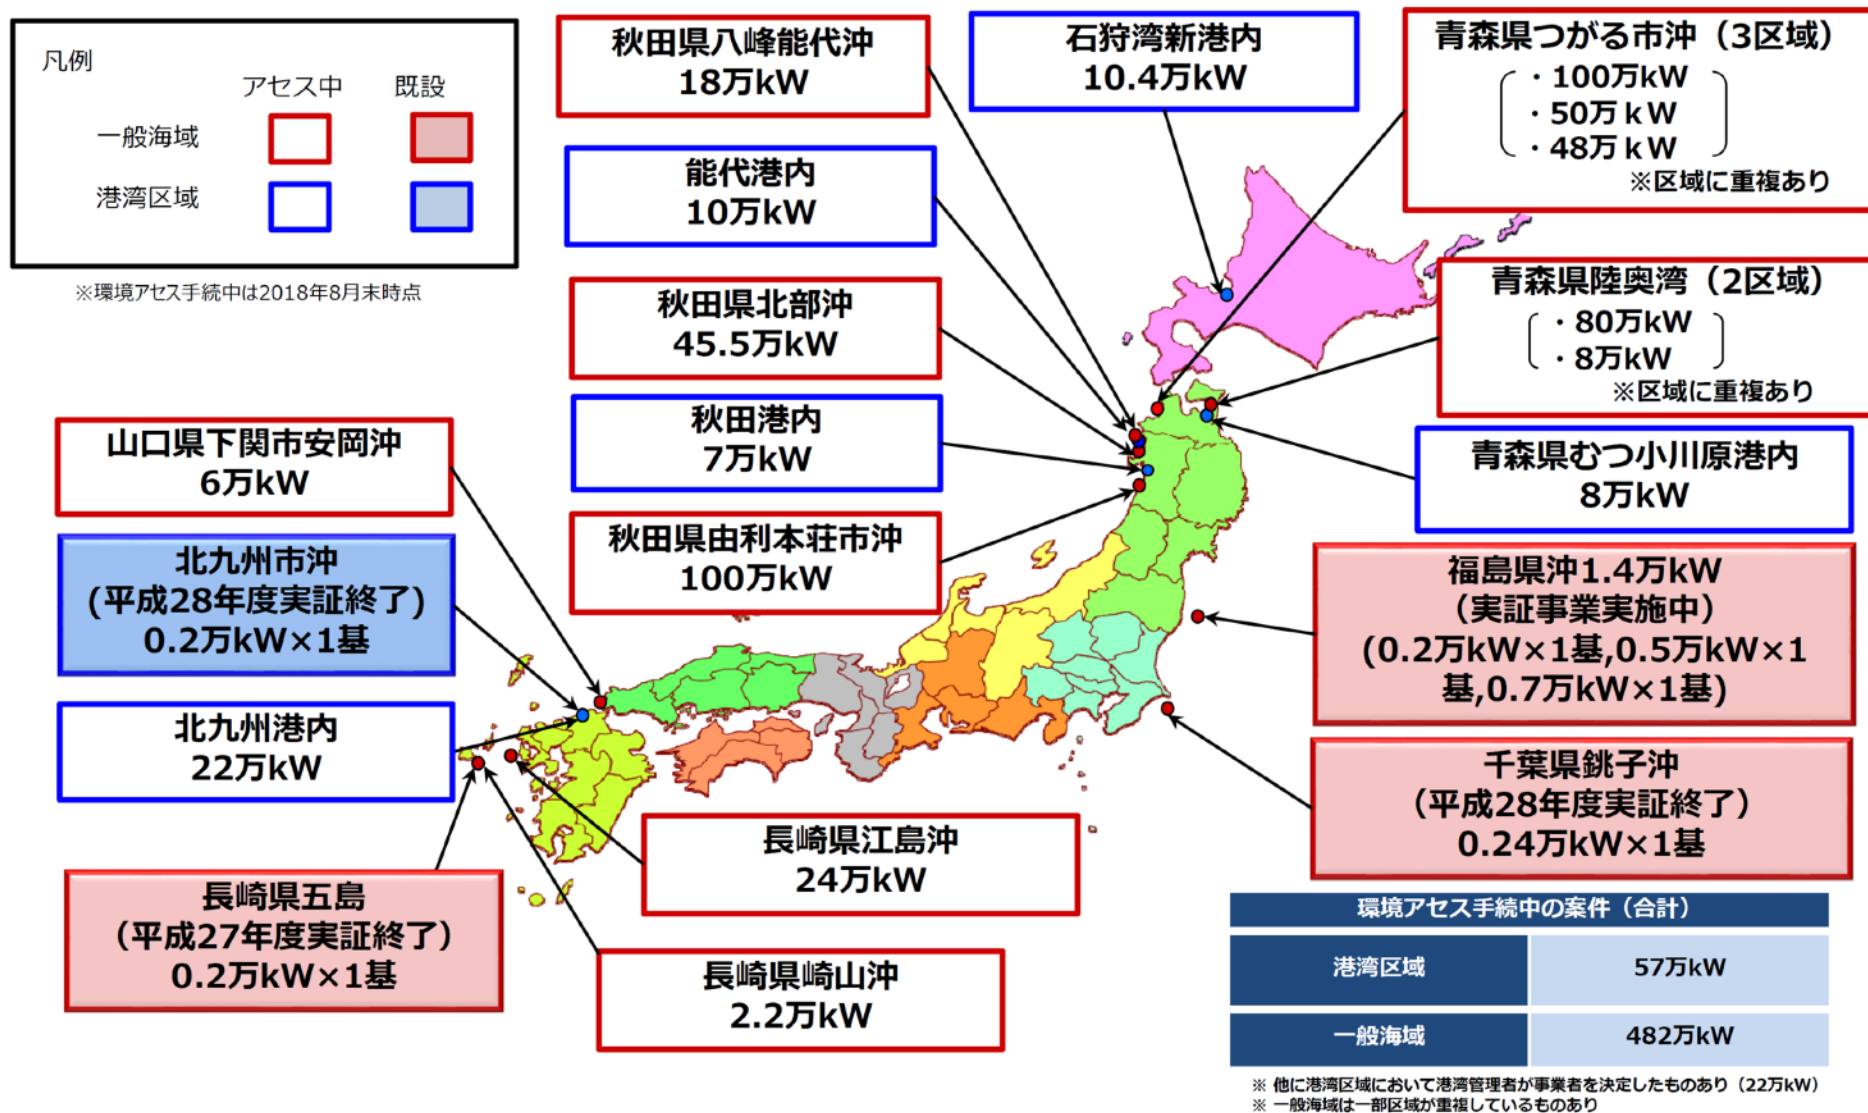 凡例
アセス中 既設
一般海域
港湾区域
※環境アセス手続中は2018年8月末時点
秋田県八峰能代沖
18万kW
石狩湾新港内
10.4万kW
青森県つがる市沖（3区域）
・100万kW
・50万ｋW
・48万ｋW
※区域に重複あり
能代港内
10万kW
秋田県北部沖
45.5万kW
青森県陸奥湾（2区域）
・80万kW
・8万kW
※区域に重複あり
秋田港内
7万kW
青森県むつ小川原港内
8万kW
山口県下関市安岡沖
6万kW
秋田県由利本荘市沖
100万kW
北九州市沖
(平成28年度実証終了)
0.2万kW×1基
福島県沖1.4万kW
（実証事業実施中）
(0.2万kW×1基,0.5万kW×1
基,0.7万kW×1基)
北九州港内
22万kW
千葉県銚子沖
（平成28年度実証終了）
0.24万kW×1基
長崎県江島沖
24万kW
長崎県五島
（平成27年度実証終了）
0.2万kW×1基
長崎県崎山沖
2.2万kW
環境アセス手続中の案件（合計）
港湾区域 57万kW
一般海域 482万kW
※ 他に港湾区域において港湾管理者が事業者を決定したものあり（22万kW）
※ 一般海域は一部区域が重複しているものあり